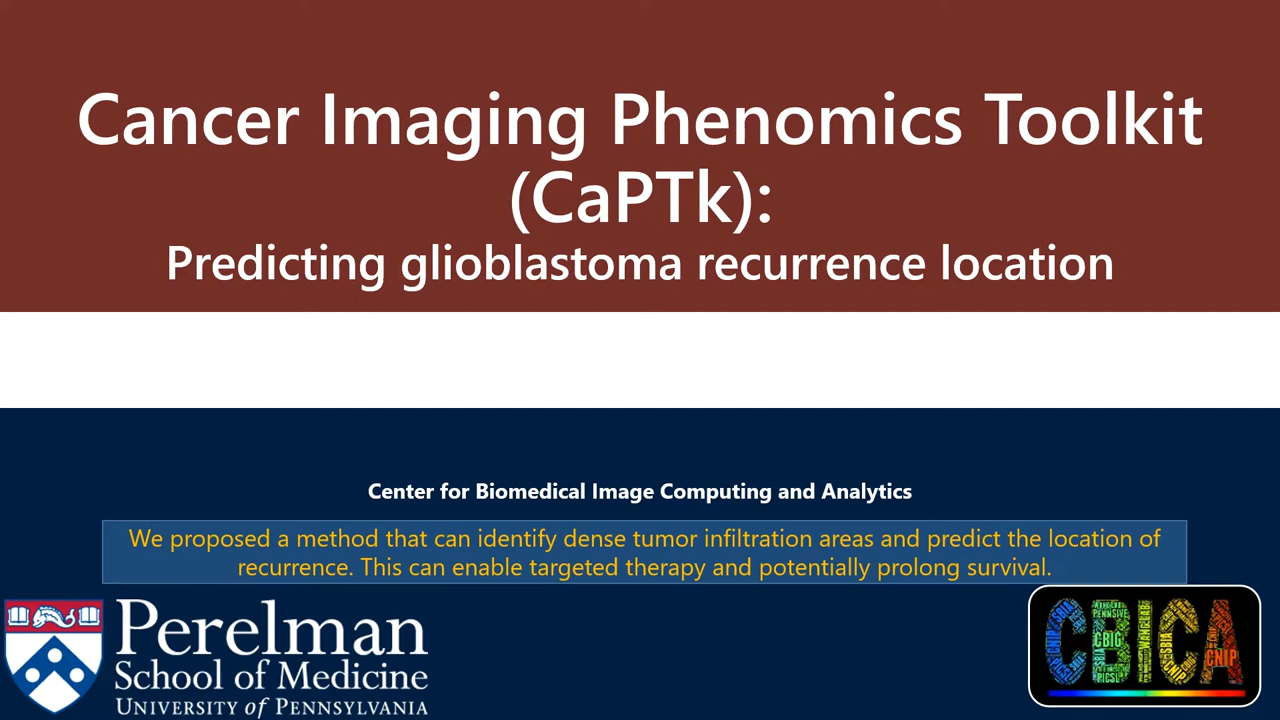 Cancer Imaging Phenomics Toolkit
(CaPTk):
Predicting glioblastoma recurrence location
Center for Biomedical Image Computing and Analytics
We proposed a method that can identify dense tumor infiltration areas and predict the location of
recurrence. This can enable targeted therapy and potentially prolong survival.
Perelman
School of Medicine
UNIVERSITY of PENNSYLVANIA
CBICA